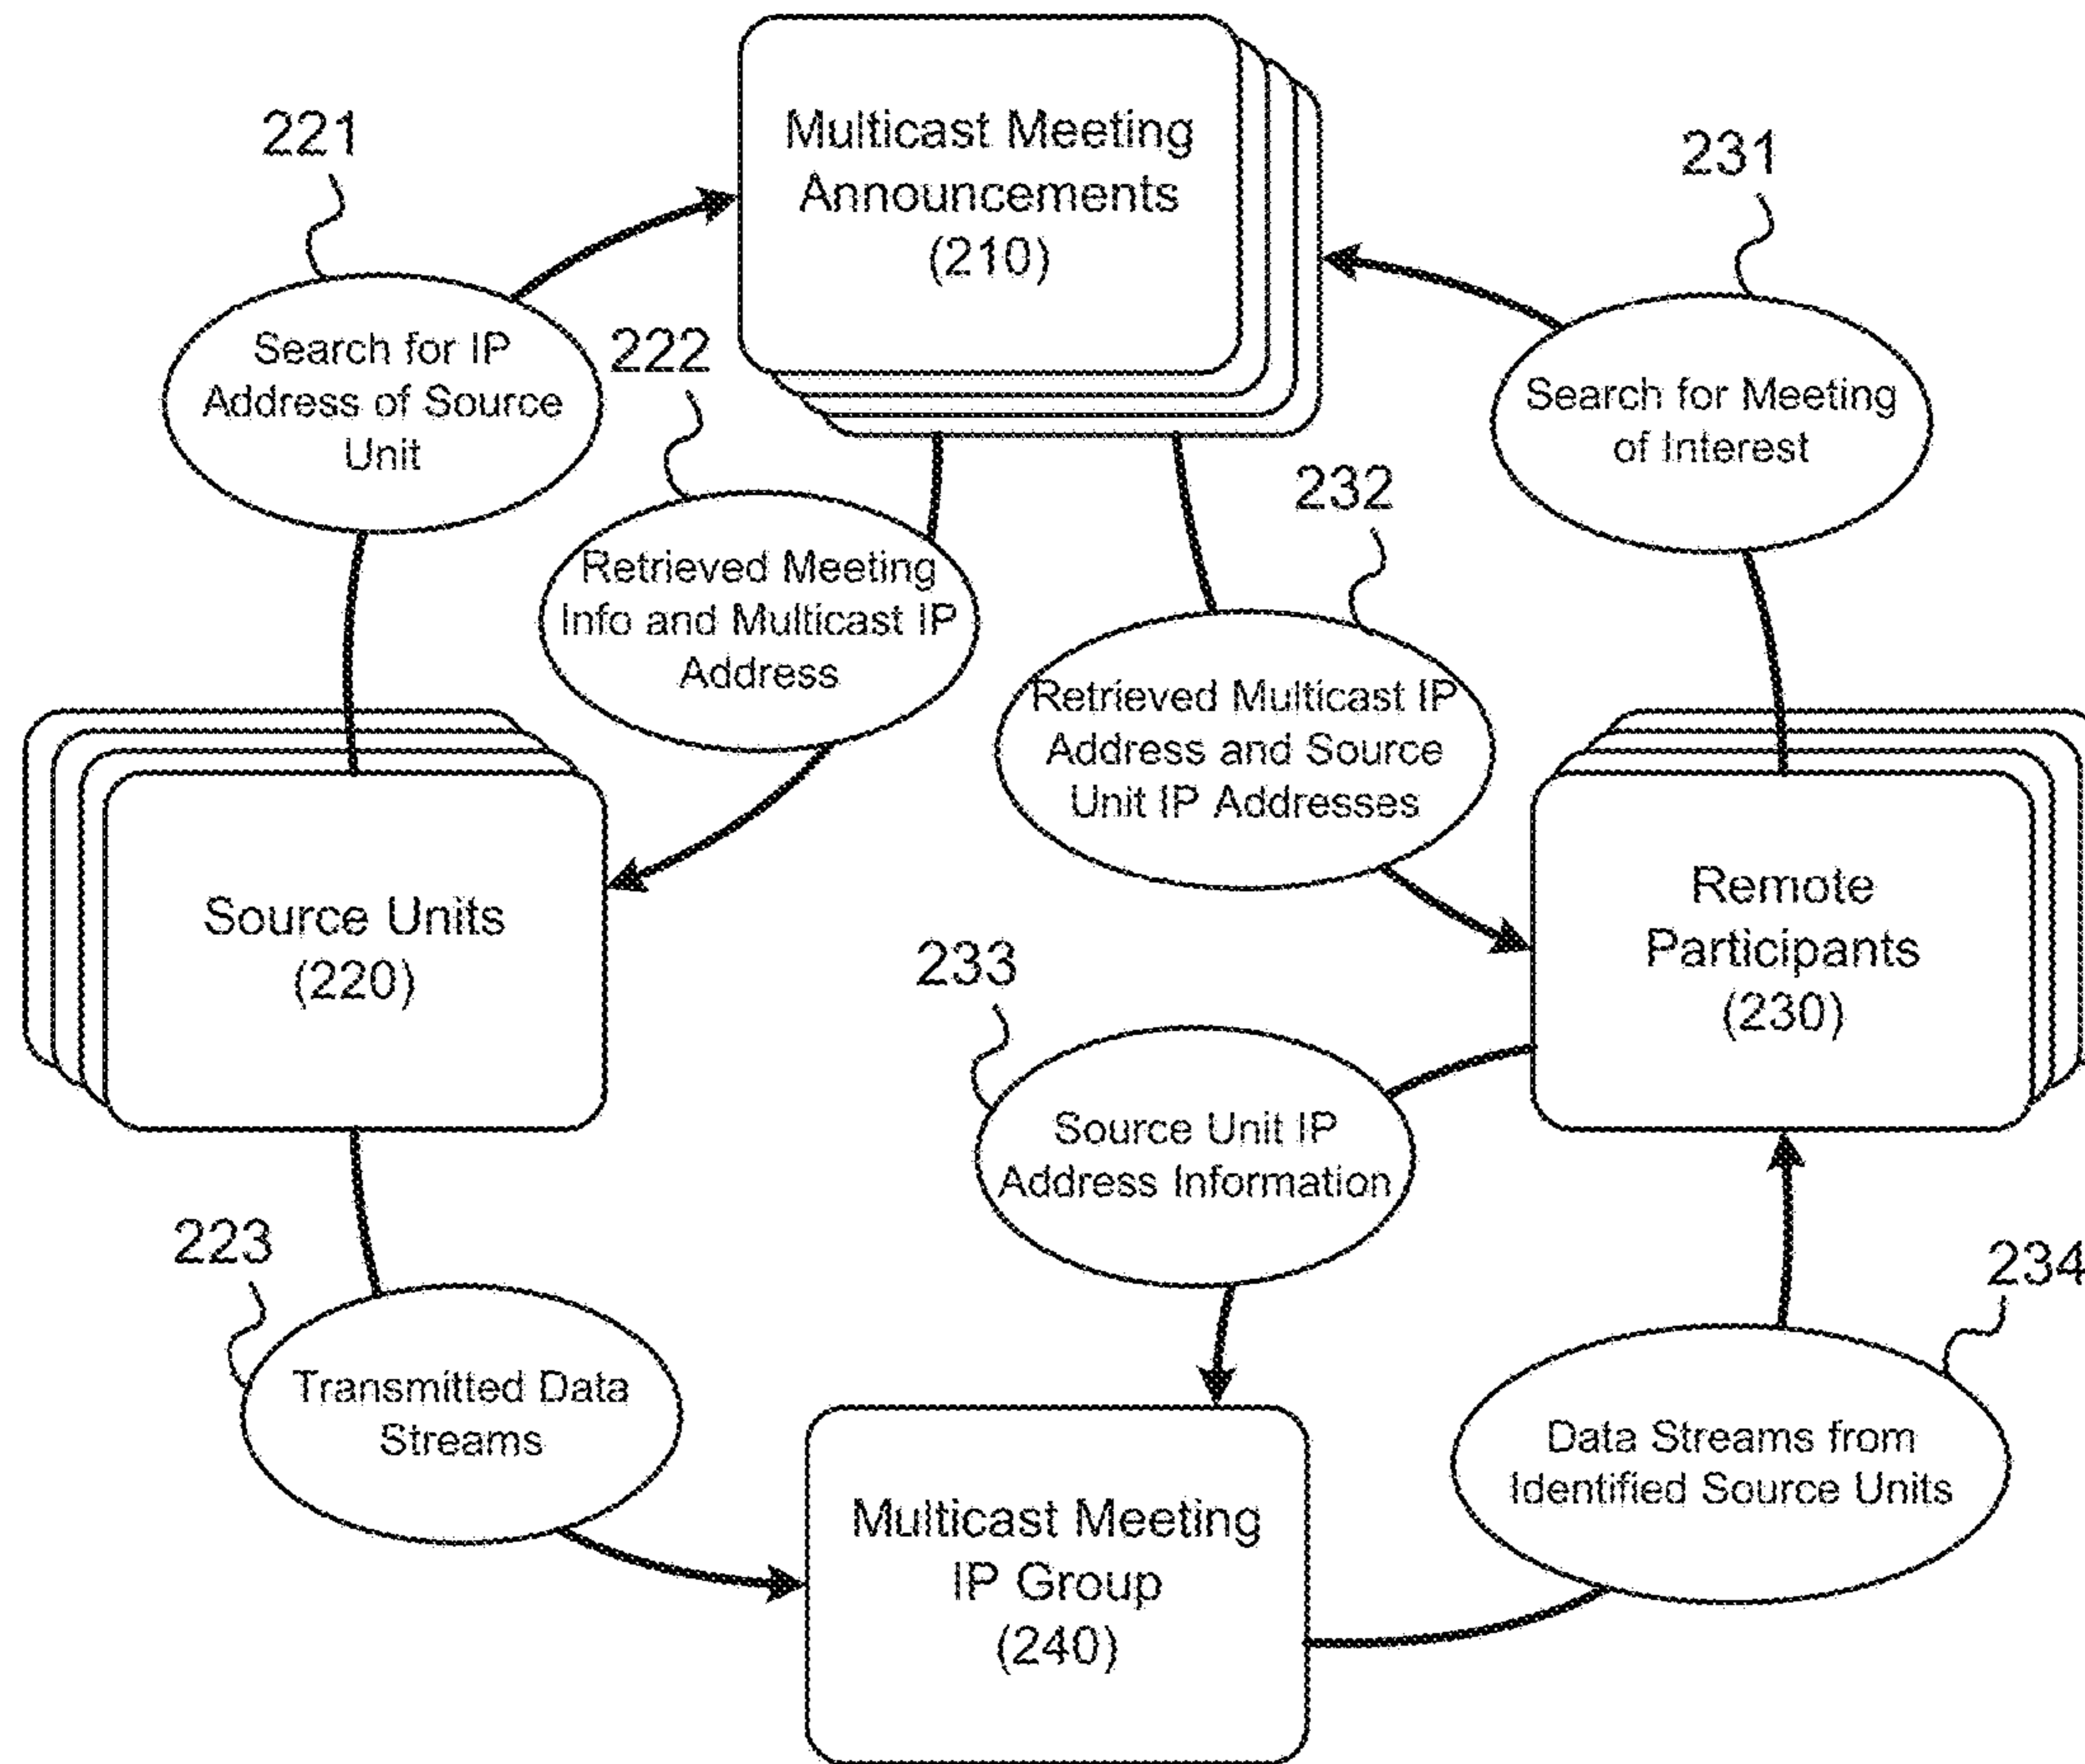 Multicast Meeting
Announcements
(210)
221
231
Search for IP
Address of Source
Unit
222
Search for Meeting
of Interest
232
Retrieved Meeting
Info and Multicast IP
Address
Retrieved Multicast IP
Address and Source
Unit IP Addresses
Source Units
(220)
Remote
Participants
(230)
233
Source Unit IP
Address Information
223
234
Transmitted Data
Streams
Data Streams from
Identified Source Units
Multicast Meeting
IP Group
(240)